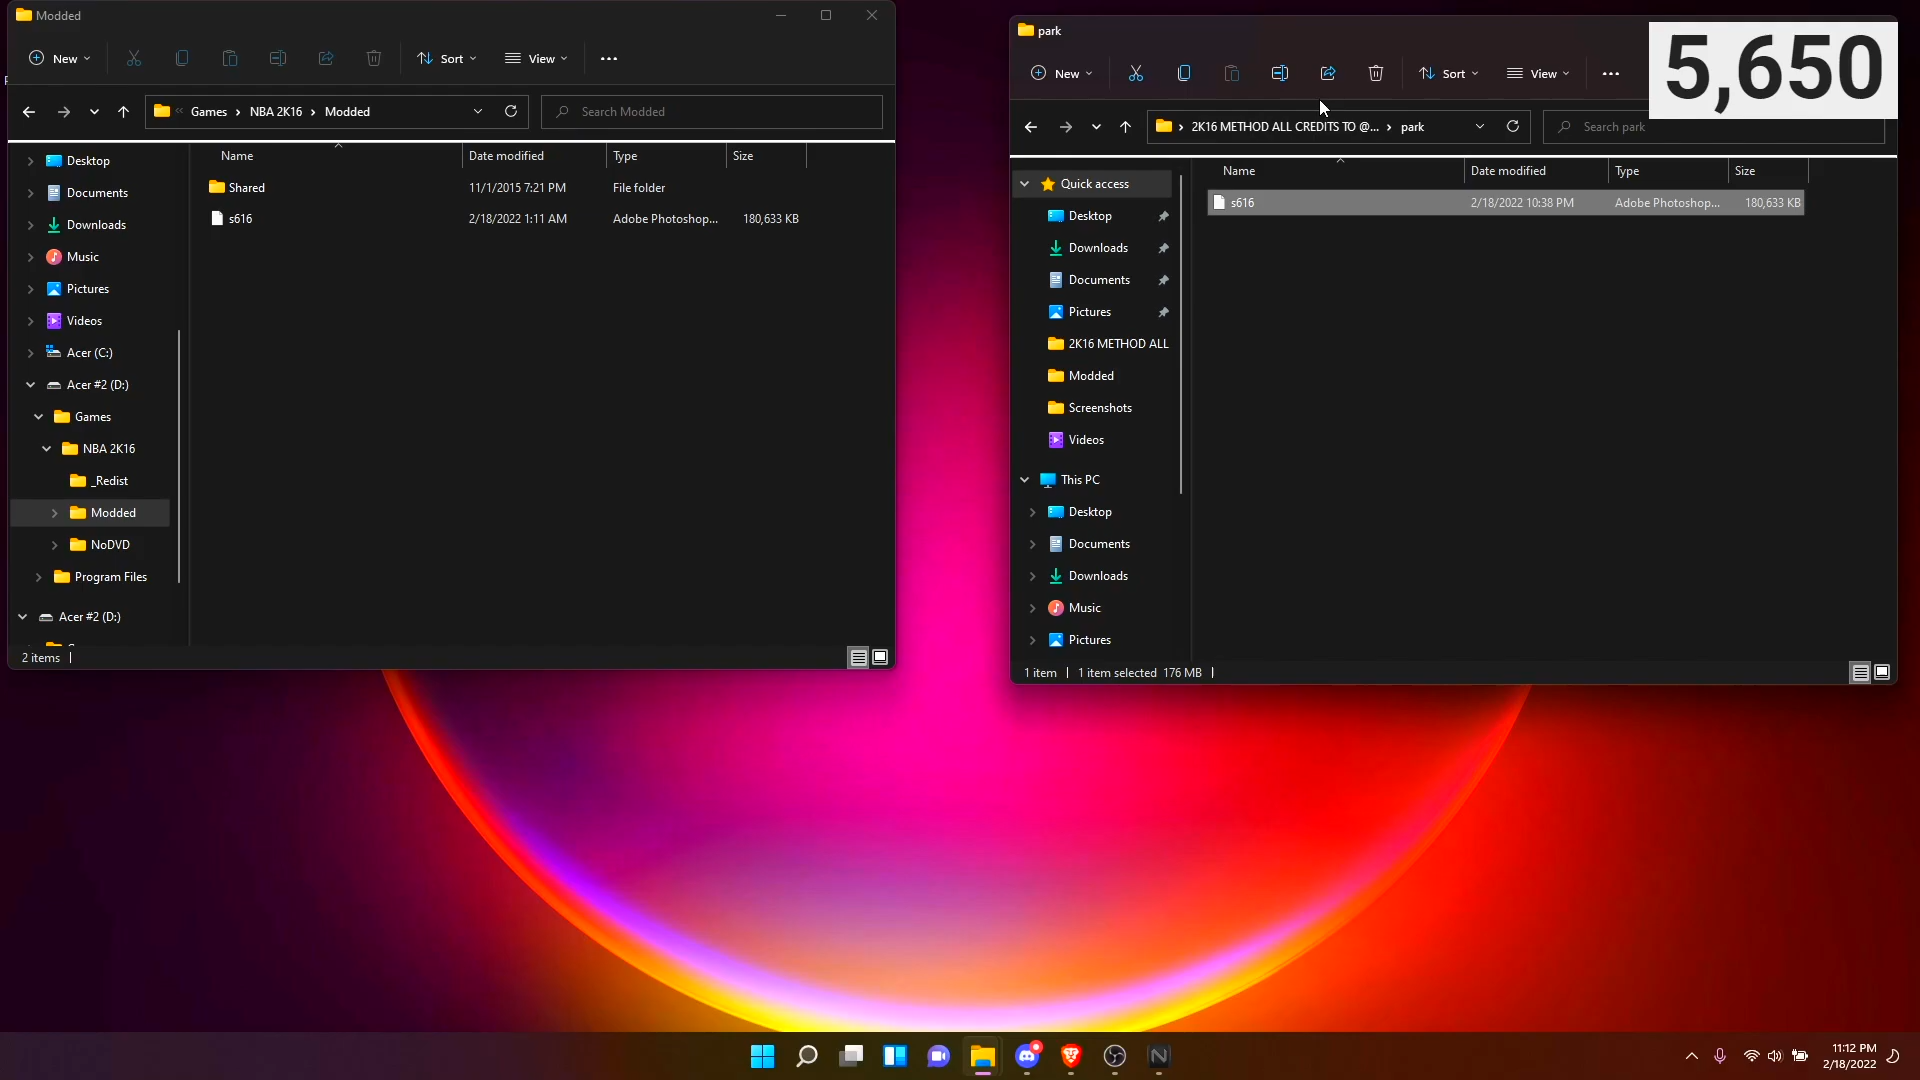 Modded
New
Sort
View
Games > NBA 2K16 > Modded
Search Modded
Name
Date modified
Type
Size
Desktop
Documents
Downloads
Music
Pictures
Videos
Acer (C:)
Acer #2 (D:)
Games
NBA 2K16
_Redist
Modded
NoDVD
Program Files
Acer #2 (D:)
Shared 11/1/2015 7:21 PM File folder
s616 2/18/2022 1:11 AM Adobe Photoshop... 180,633 KB
2 items
park
New
Sort
View
5,650
2K16 METHOD ALL CREDITS TO @... > park
Search park
Name
Date modified
Type
Size
s616 2/18/2022 10:38 PM Adobe Photoshop... 180,633 KB
Quick access
Desktop
Downloads
Documents
Pictures
2K16 METHOD ALL
Modded
Screenshots
Videos
This PC
Desktop
Documents
Downloads
Music
Pictures
1 item
1 item selected 176 MB
11:12 PM
2/18/2022